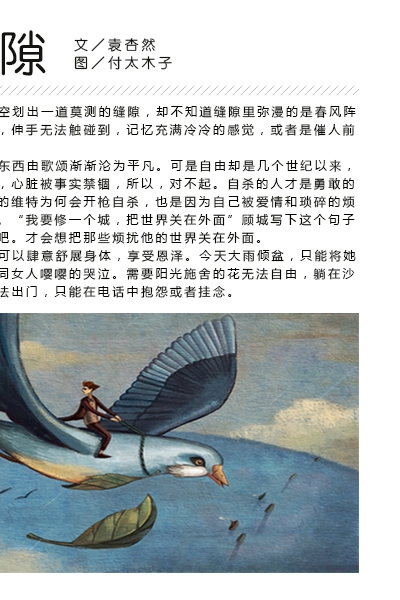 隙
文／袁杏然
图／付太木子
空划出一道莫测的缝隙，却不知道缝隙里弥漫的是春风阵
，伸手无法触碰到，记忆充满冷冷的感觉，或者是催人前
东西由歌颂渐渐沦为平凡。可是自由却是几个世纪以来，
，心脏被事实禁锢，所以，对不起。自杀的人才是勇敢的
的维特为何会开枪自杀，也是因为自己被爱情和琐碎的烦
。“我要修一个城，把世界关在外面”顾城写下这个句子
吧。才会想把那些烦扰他的世界关在外面。
可以肆意舒展身体，享受恩泽。今天大雨倾盆，只能将她
同女人嘤嘤的哭泣。需要阳光施舍的花无法自由，躺在沙
法出门，只能在电话中抱怨或者挂念。